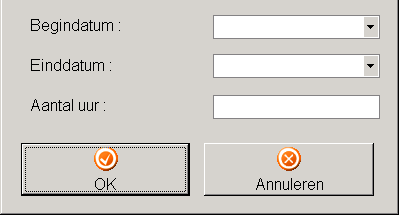 Begindatum :
Einddatum :
Aantal uur :
OK
Annuleren